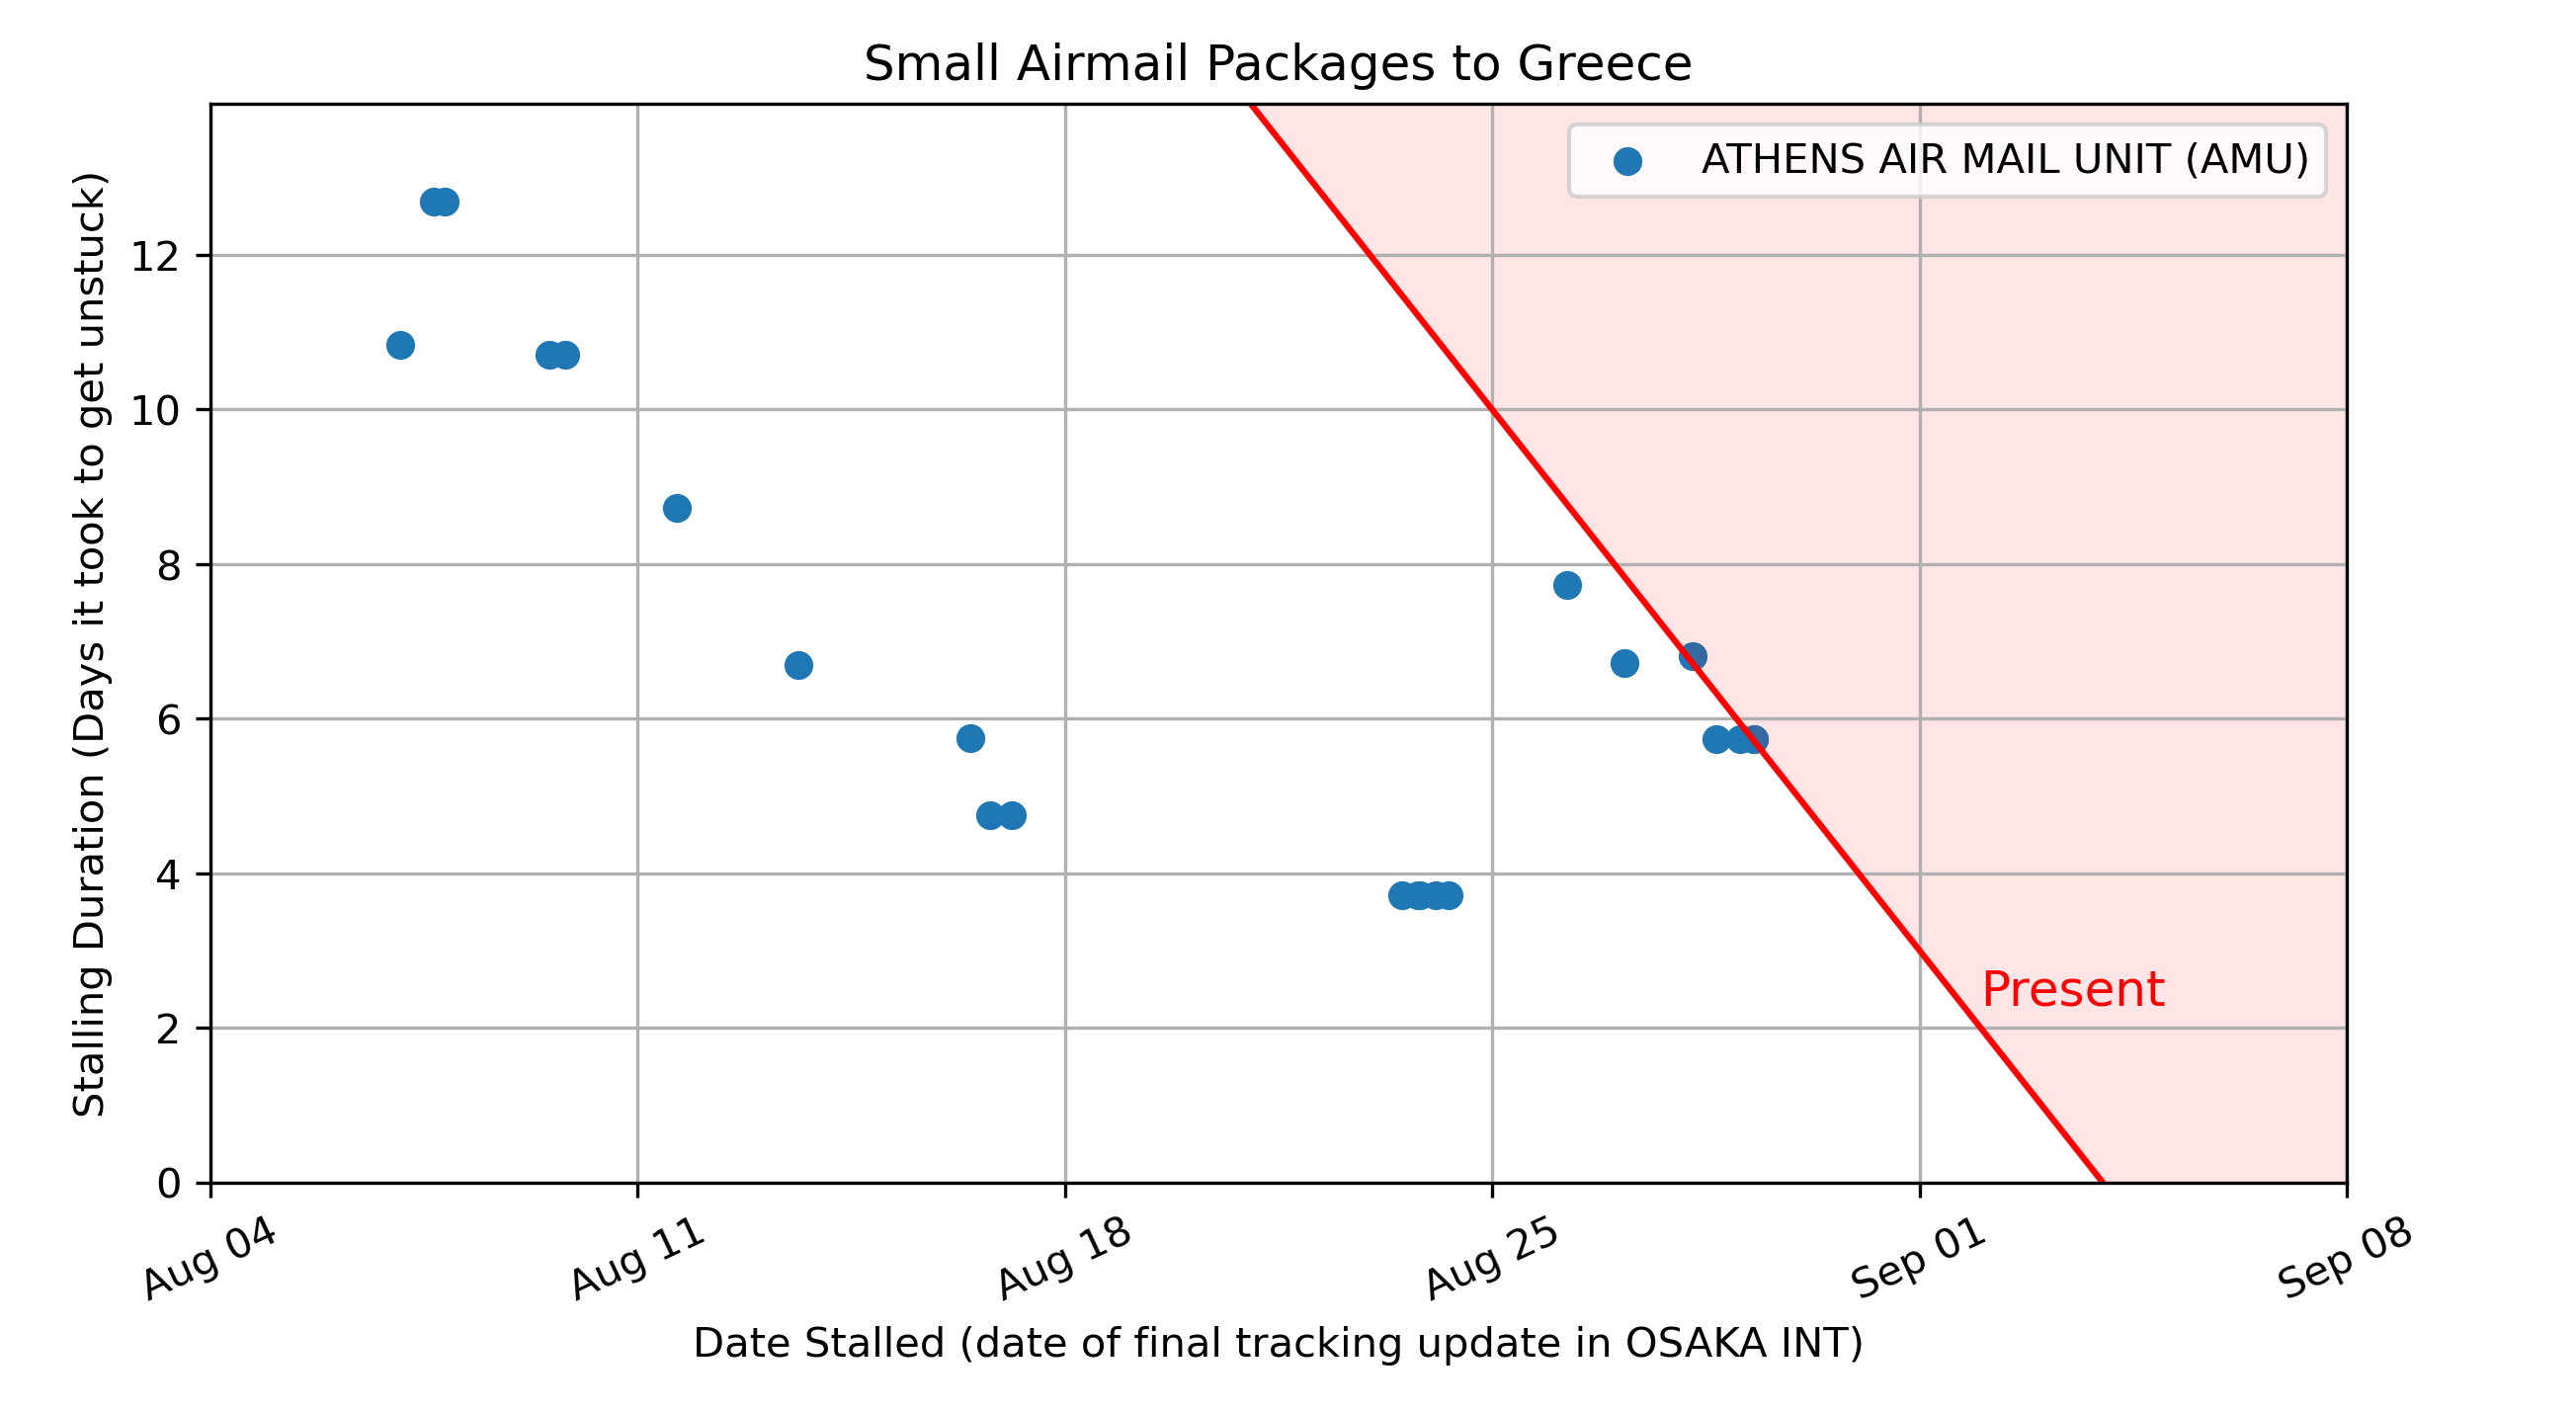 Small Airmail Packages to Greece
ATHENS AIR MAIL UNIT (AMU)
Stalling Duration (Days it took to get unstuck)
12
10
8
6
4
2
0
Present
Aug 04
Aug 11
Aug 18
Aug 25
Sep 01
Sep 08
Date Stalled (date of final tracking update in OSAKA INT)